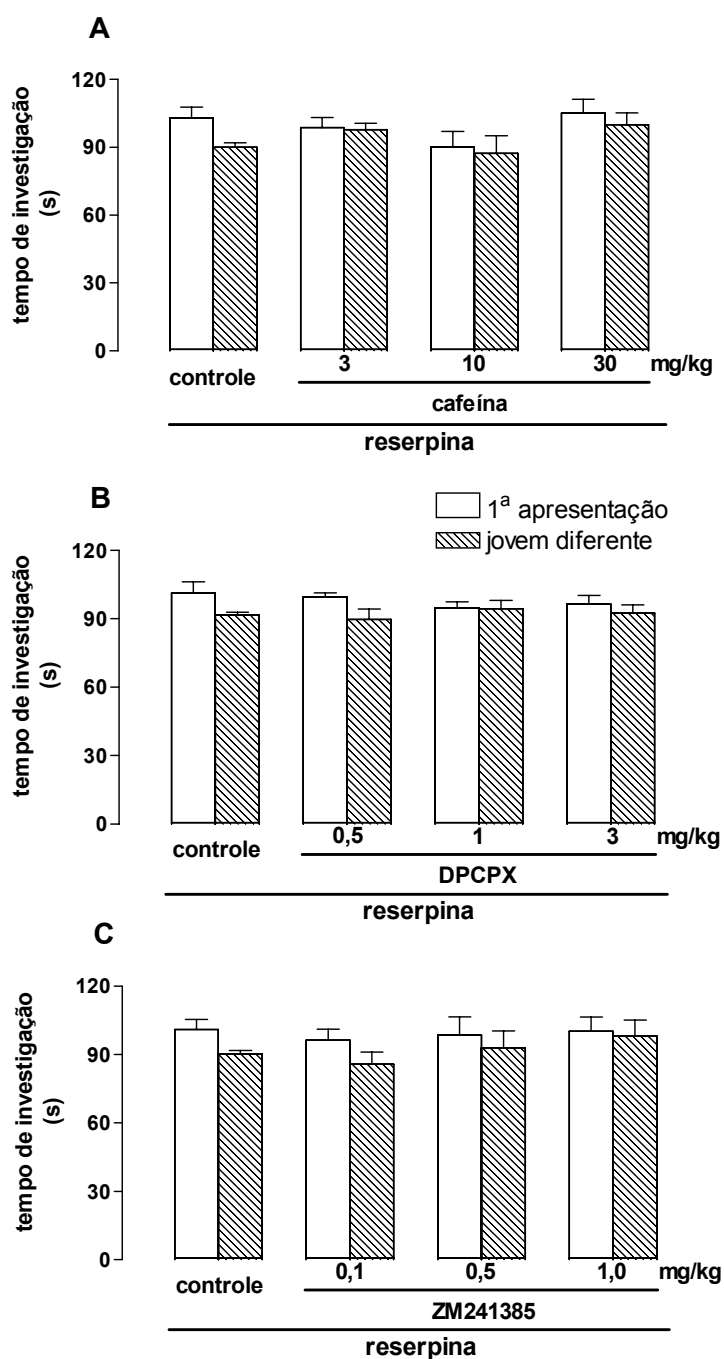 A
tempo de investigação
(s)
120
90
60
30
0
controle
3
10
30
mg/kg
cafeína
reserpina
B
1ª apresentação
jovem diferente
tempo de investigação
(s)
120
90
60
30
0
controle
0,5
1
3
mg/kg
DPCPX
reserpina
C
tempo de investigação
(s)
120
90
60
30
0
controle
0,1
0,5
1,0
mg/kg
ZM241385
reserpina